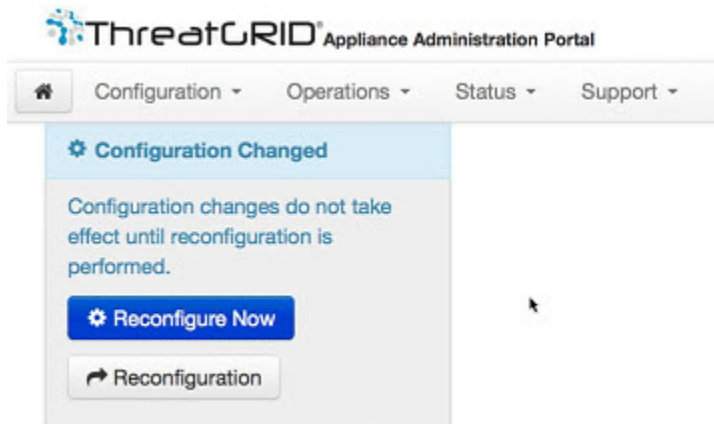 ThreatGRID® Appliance Administration Portal
Configuration Operations Status Support
Configuration Changed
Configuration changes do not take
effect until reconfiguration is
performed.
Reconfigure Now
Reconfiguration